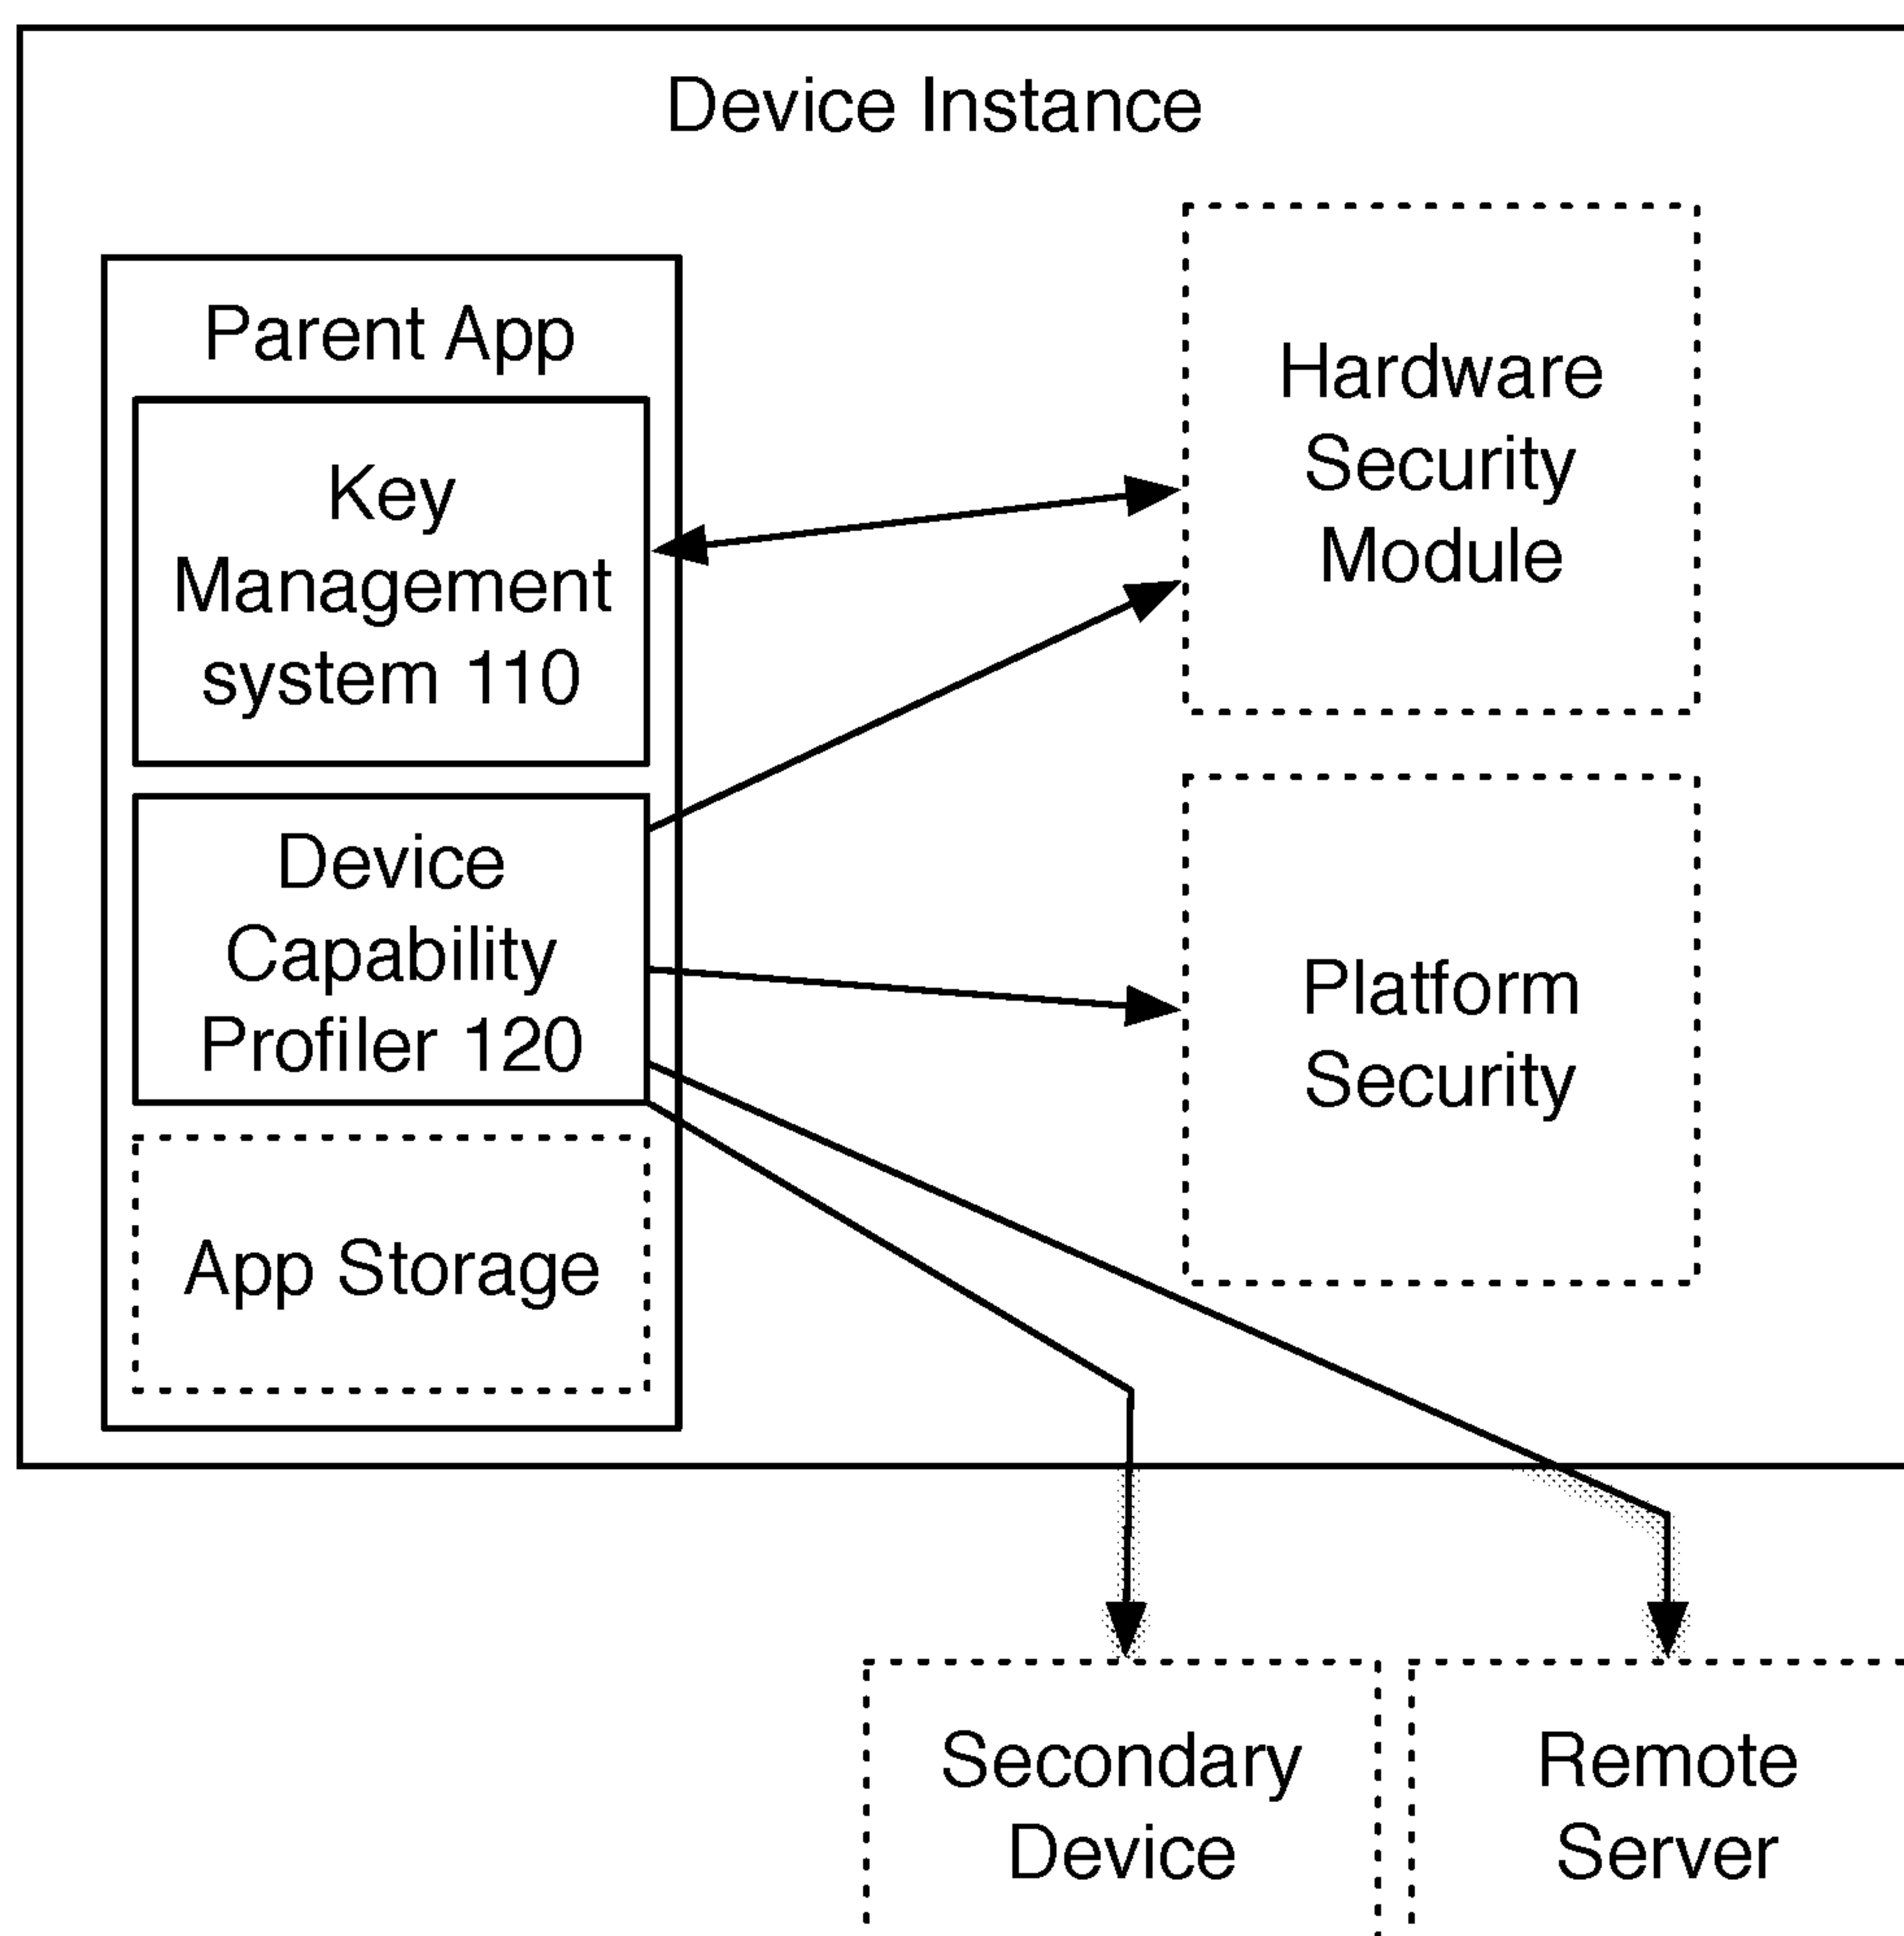 Device Instance
Parent App
Key
Management
system 110
Device
Capability
Profiler 120
App Storage
Hardware
Security
Module
Platform
Security
Secondary
Device
Remote
Server